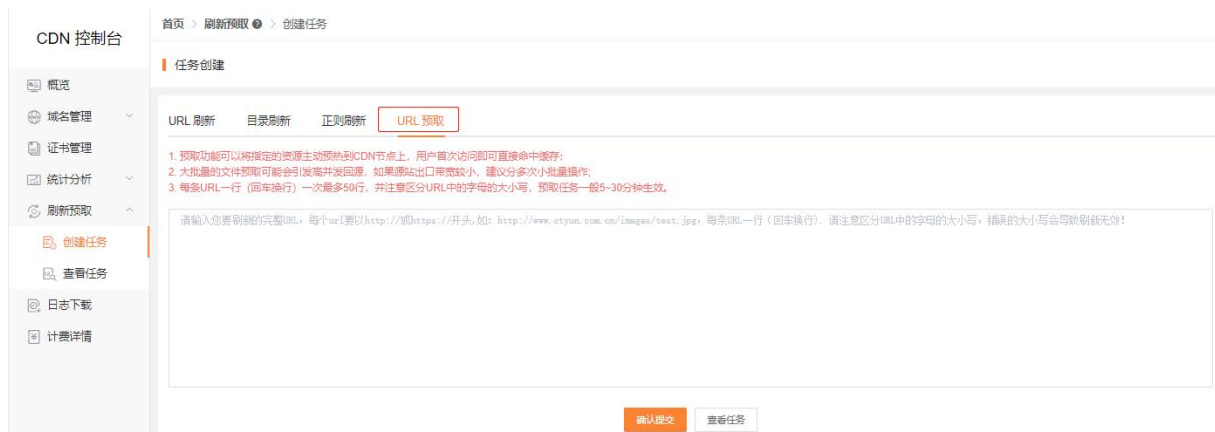 CDN 控制台
概览
域名管理
证书管理
统计分析
刷新预取
创建任务
查看任务
日志下载
计费详情
首页 > 刷新预取 > 创建任务
任务创建
URL 刷新 目录刷新 正则刷新 URL 预取
1. 预取功能可以将指定的资源主动预热到CDN节点上，用户首次访问即可直接命中缓存;
2. 大批量的文件预取可能会引发高并发回源，如果源站出口带宽较小，建议分多次小批量操作;
3. 每条URL一行（回车换行）一次最多50行，并注意区分URL中的字母的大小写，预取任务一般5~30分钟生效。
请输入您要刷新的完整URL，每个url要以http://或https://开头,如: http://www.ctyun.com.cn/images/test.jpg，每条URL一行（回车换行）．请注意区分URL中的字母的大小写，错误的大小写会导致刷新无效！
确认提交 查看任务